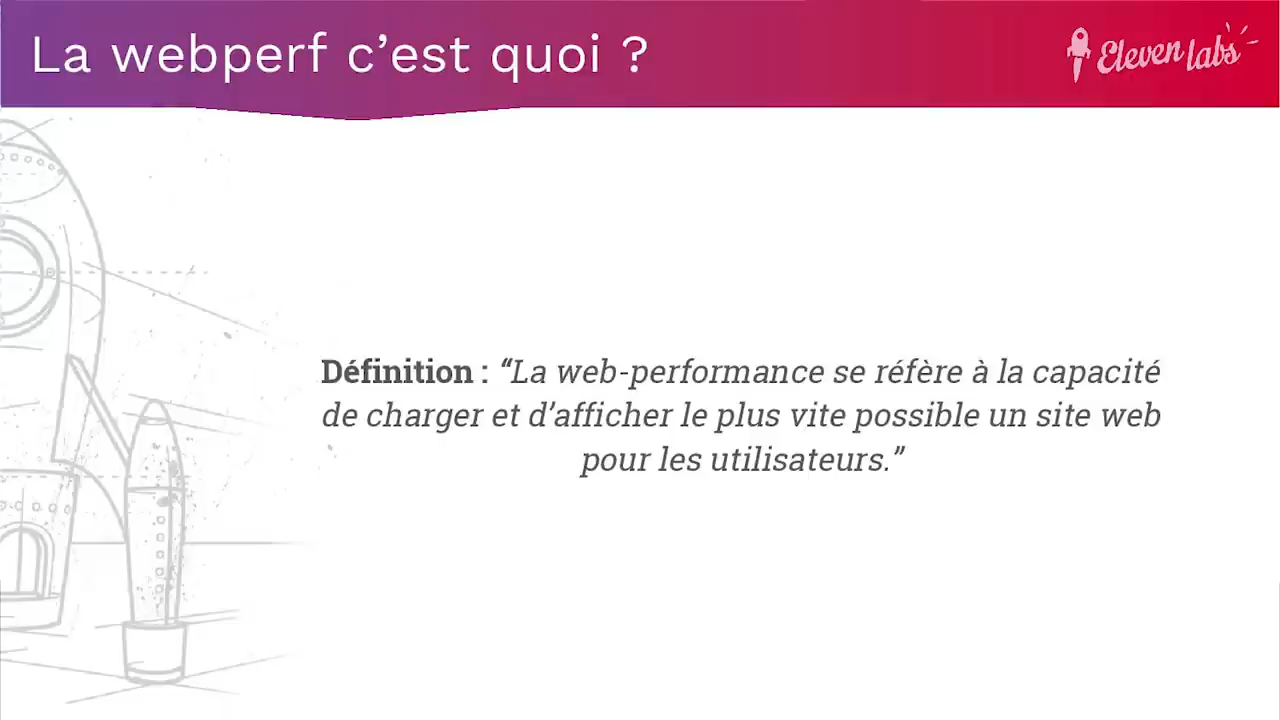 La webperf c’est quoi ?
Eleven labs
Définition : “La web-performance se réfère à la capacité
de charger et d’afficher le plus vite possible un site web
pour les utilisateurs.”